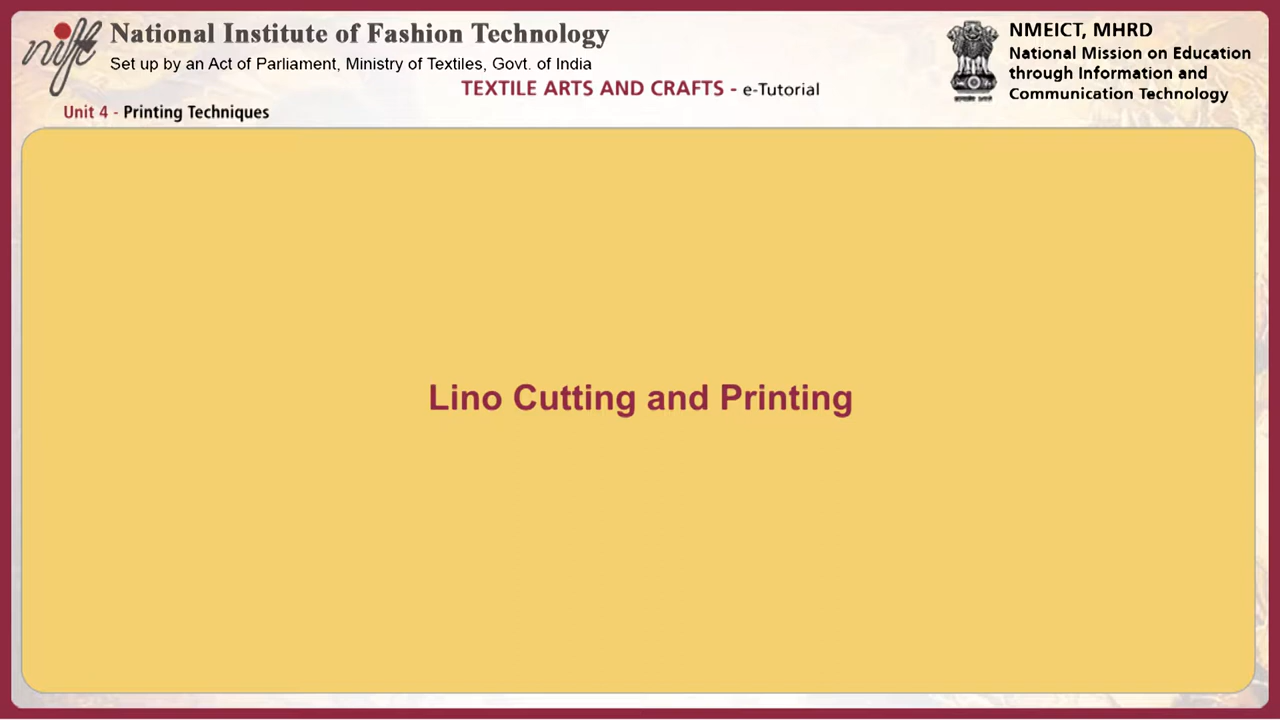 nift
National Institute of Fashion Technology
Set up by an Act of Parliament, Ministry of Textiles, Govt. of India
TEXTILE ARTS AND CRAFTS - e-Tutorial
Unit 4 - Printing Techniques
NMEICT, MHRD
National Mission on Education
through Information and
Communication Technology
Lino Cutting and Printing